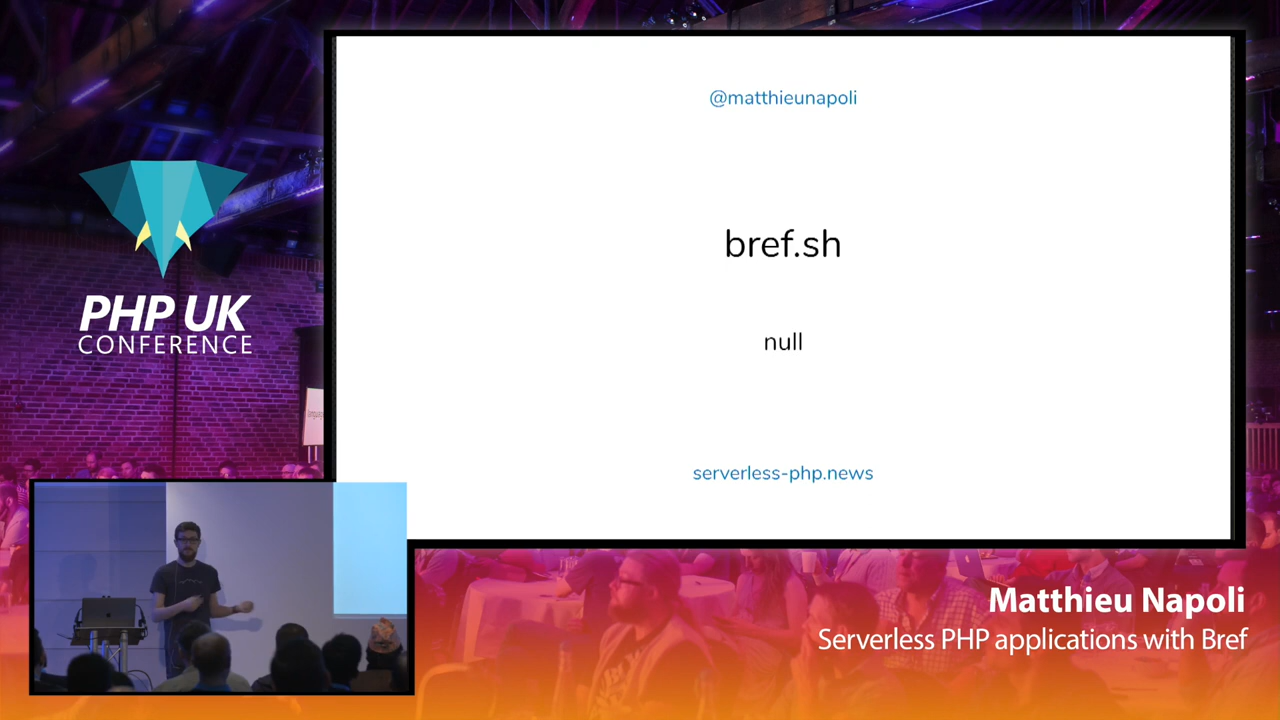 @matthieunapoli
bref.sh
null
serverless-php.news
PHP UK
CONFERENCE
Matthieu Napoli
Serverless PHP applications with Bref